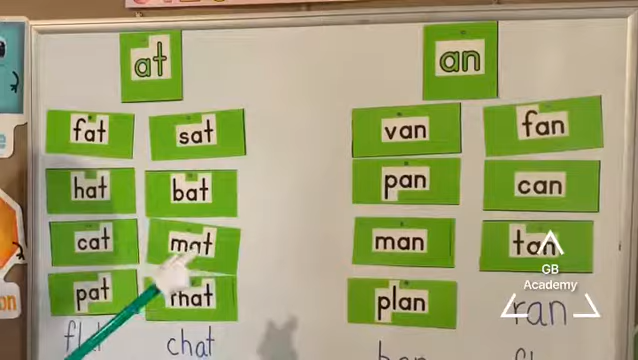 at
an
fat sat
van fan
hat bat
pan can
cat mat
man tan
pat that
plan ran
flat chat
GB
Academy